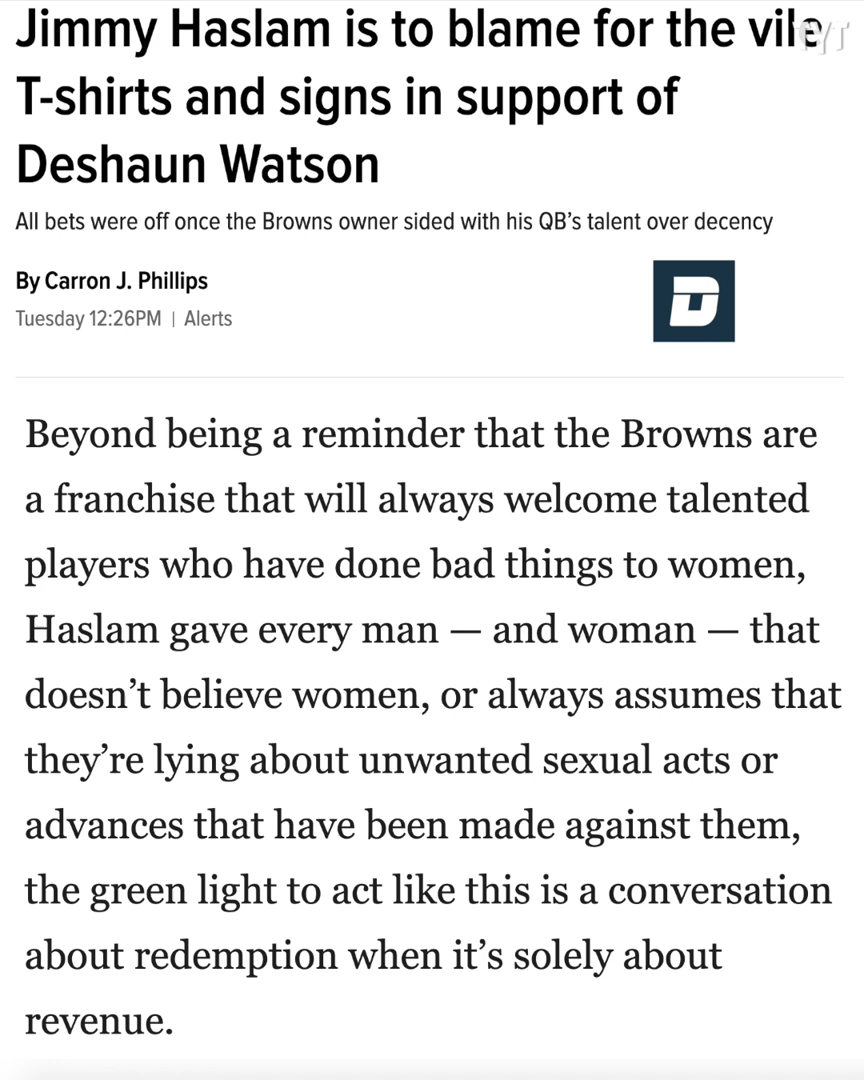 Jimmy Haslam is to blame for the vile
TYT
T-shirts and signs in support of
Deshaun Watson
All bets were off once the Browns owner sided with his QB’s talent over decency
By Carron J. Phillips
Tuesday 12:26PM | Alerts
D
Beyond being a reminder that the Browns are
a franchise that will always welcome talented
players who have done bad things to women,
Haslam gave every man — and woman — that
doesn’t believe women, or always assumes that
they’re lying about unwanted sexual acts or
advances that have been made against them,
the green light to act like this is a conversation
about redemption when it’s solely about
revenue.